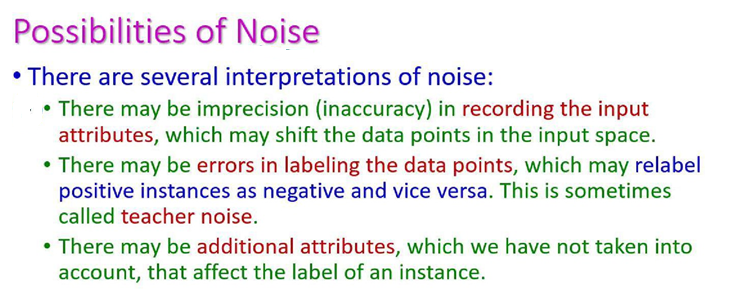 Possibilities of Noise
• There are several interpretations of noise:
• There may be imprecision (inaccuracy) in recording the input
attributes, which may shift the data points in the input space.
• There may be errors in labeling the data points, which may relabel
positive instances as negative and vice versa. This is sometimes
called teacher noise.
• There may be additional attributes, which we have not taken into
account, that affect the label of an instance.